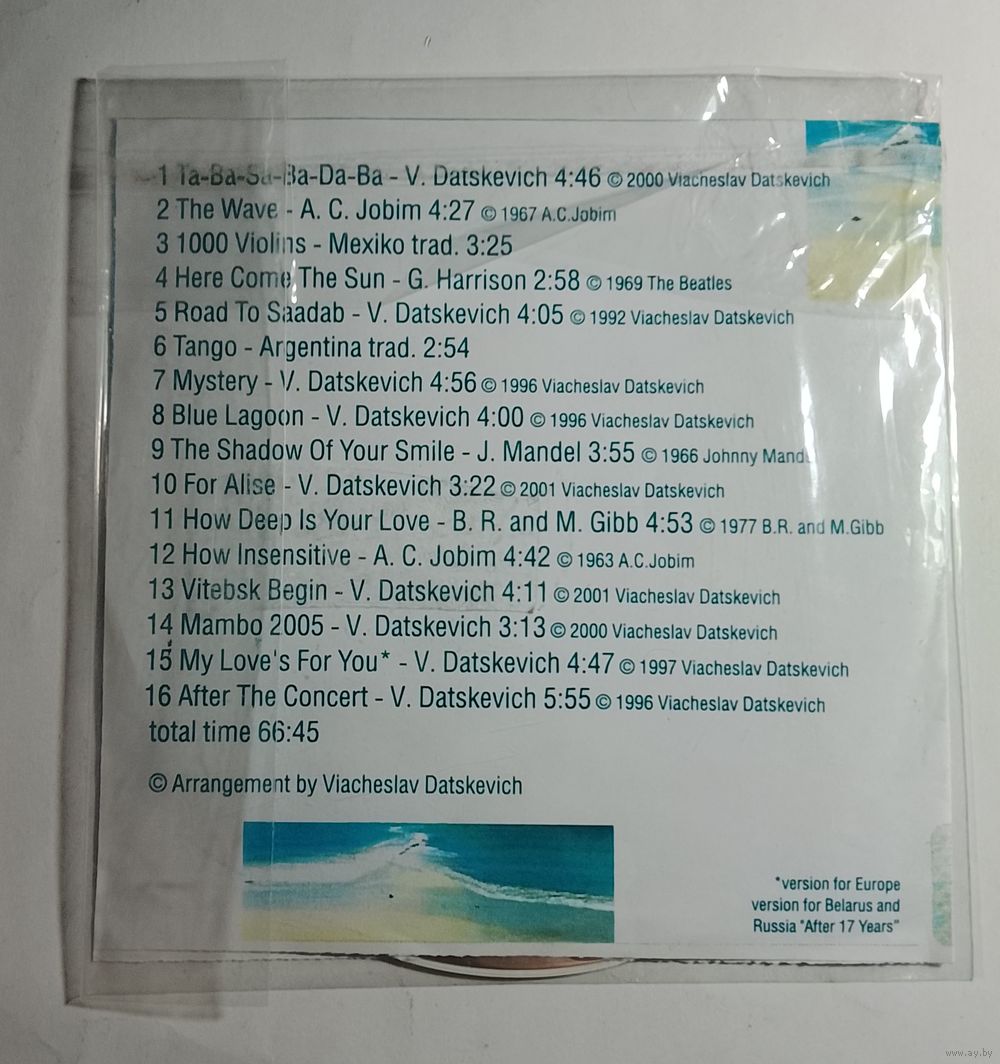 1 Ta-Ba-Sa-Ba-Da-Ba - V. Datskevich 4:46 © 2000 Viacheslav Datskevich
2 The Wave - A. C. Jobim 4:27 © 1967 A.C.Jobim
3 1000 Violins - Mexiko trad. 3:25
4 Here Come The Sun - G. Harrison 2:58 © 1969 The Beatles
5 Road To Saadab - V. Datskevich 4:05 © 1992 Viacheslav Datskevich
6 Tango - Argentina trad. 2:54
7 Mystery - V. Datskevich 4:56 © 1996 Viacheslav Datskevich
8 Blue Lagoon - V. Datskevich 4:00 © 1996 Viacheslav Datskevich
9 The Shadow Of Your Smile - J. Mandel 3:55 © 1966 Johnny Mandel
10 For Alise - V. Datskevich 3:22 © 2001 Viacheslav Datskevich
11 How Deep Is Your Love - B. R. and M. Gibb 4:53 © 1977 B.R. and M.Gibb
12 How Insensitive - A. C. Jobim 4:42 © 1963 A.C.Jobim
13 Vitebsk Begin - V. Datskevich 4:11 © 2001 Viacheslav Datskevich
14 Mambo 2005 - V. Datskevich 3:13 © 2000 Viacheslav Datskevich
15 My Love's For You* - V. Datskevich 4:47 © 1997 Viacheslav Datskevich
16 After The Concert - V. Datskevich 5:55 © 1996 Viacheslav Datskevich
total time 66:45
© Arrangement by Viacheslav Datskevich
*version for Europe
version for Belarus and
Russia "After 17 Years"
www.ay.by